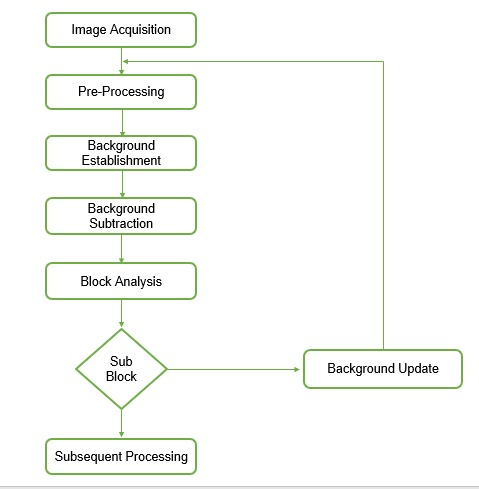 Image Acquisition
Pre-Processing
Background
Establishment
Background
Subtraction
Block Analysis
Sub
Block
Background Update
Subsequent Processing